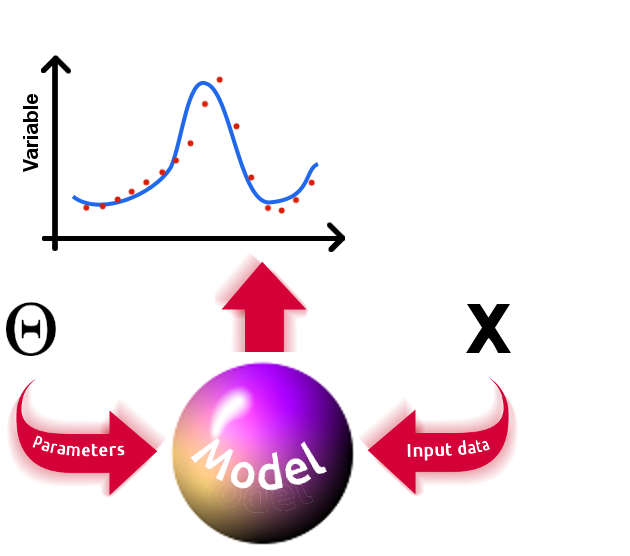 Variable
Θ
X
Parameters
Model
Input data